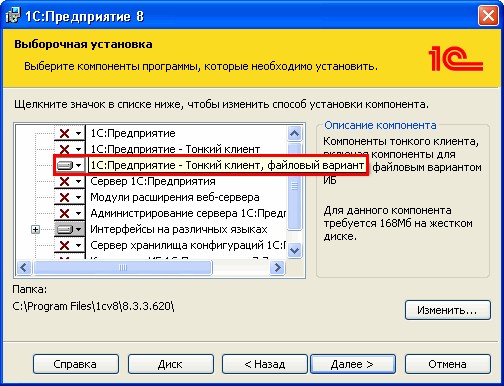 1С:Предприятие 8
Выборочная установка
Выберите компоненты программы, которые необходимо установить.
1С
Щелкните значок в списке ниже, чтобы изменить способ установки компонента.
1С:Предприятие
1С:Предприятие - Тонкий клиент
1С:Предприятие - Тонкий клиент, файловый вариант
Сервер 1С:Предприятия
Модули расширения веб-сервера
Администрирование сервера 1С:Пред
Интерфейсы на различных языках
Сервер хранилища конфигураций 1С:П
Описание компонента
Компоненты тонкого клиента,
включая компоненты для
файловым вариантом
ИБ
Для данного компонента
требуется 168Мб на жестком
диске.
Папка:
C:\Program Files\1cv8\8.3.3.620\
Изменить...
Справка
Диск
< Назад
Далее >
Отмена